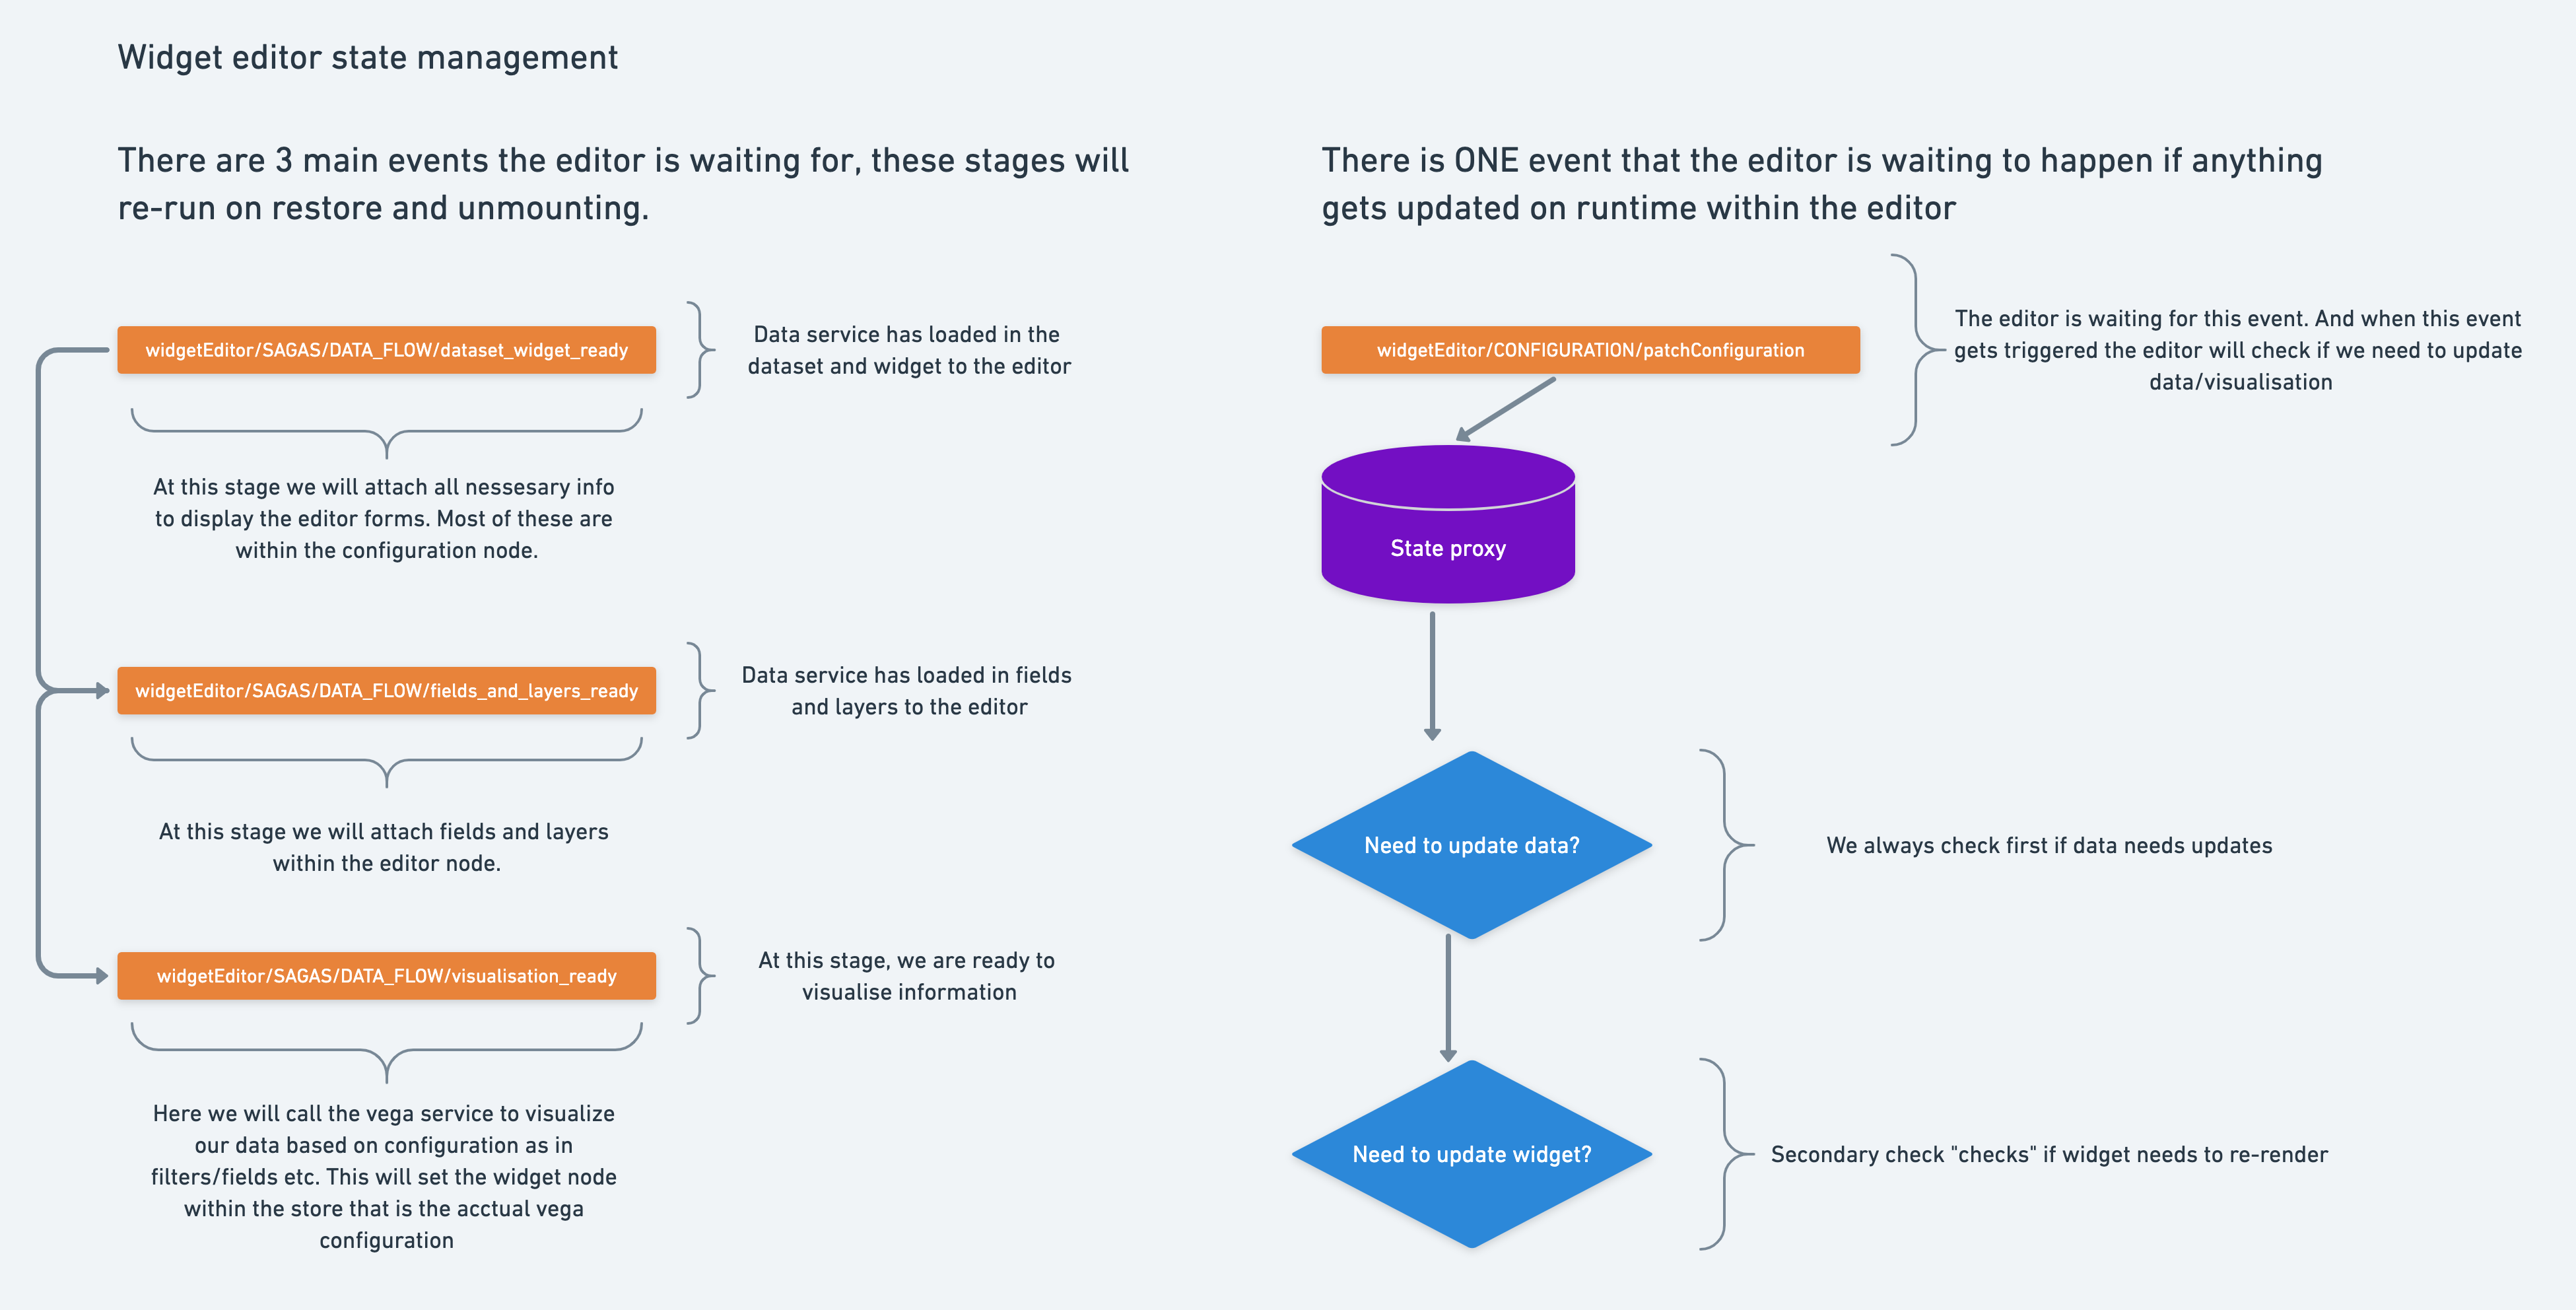 Widget editor state management
There are 3 main events the editor is waiting for, these stages will
re-run on restore and unmounting.
widgetEditor/SAGAS/DATA_FLOW/dataset_widget_ready
Data service has loaded in the
dataset and widget to the editor
At this stage we will attach all nessesary info
to display the editor forms. Most of these are
within the configuration node.
widgetEditor/SAGAS/DATA_FLOW/fields_and_layers_ready
Data service has loaded in fields
and layers to the editor
At this stage we will attach fields and layers
within the editor node.
widgetEditor/SAGAS/DATA_FLOW/visualisation_ready
At this stage, we are ready to
visualise information
Here we will call the vega service to visualize
our data based on configuration as in
filters/fields etc. This will set the widget node
within the store that is the acctual vega
configuration
There is ONE event that the editor is waiting to happen if anything
gets updated on runtime within the editor
widgetEditor/CONFIGURATION/patchConfiguration
The editor is waiting for this event. And when this event
gets triggered the editor will check if we need to update
data/visualisation
State proxy
Need to update data?
We always check first if data needs updates
Need to update widget?
Secondary check "checks" if widget needs to re-render